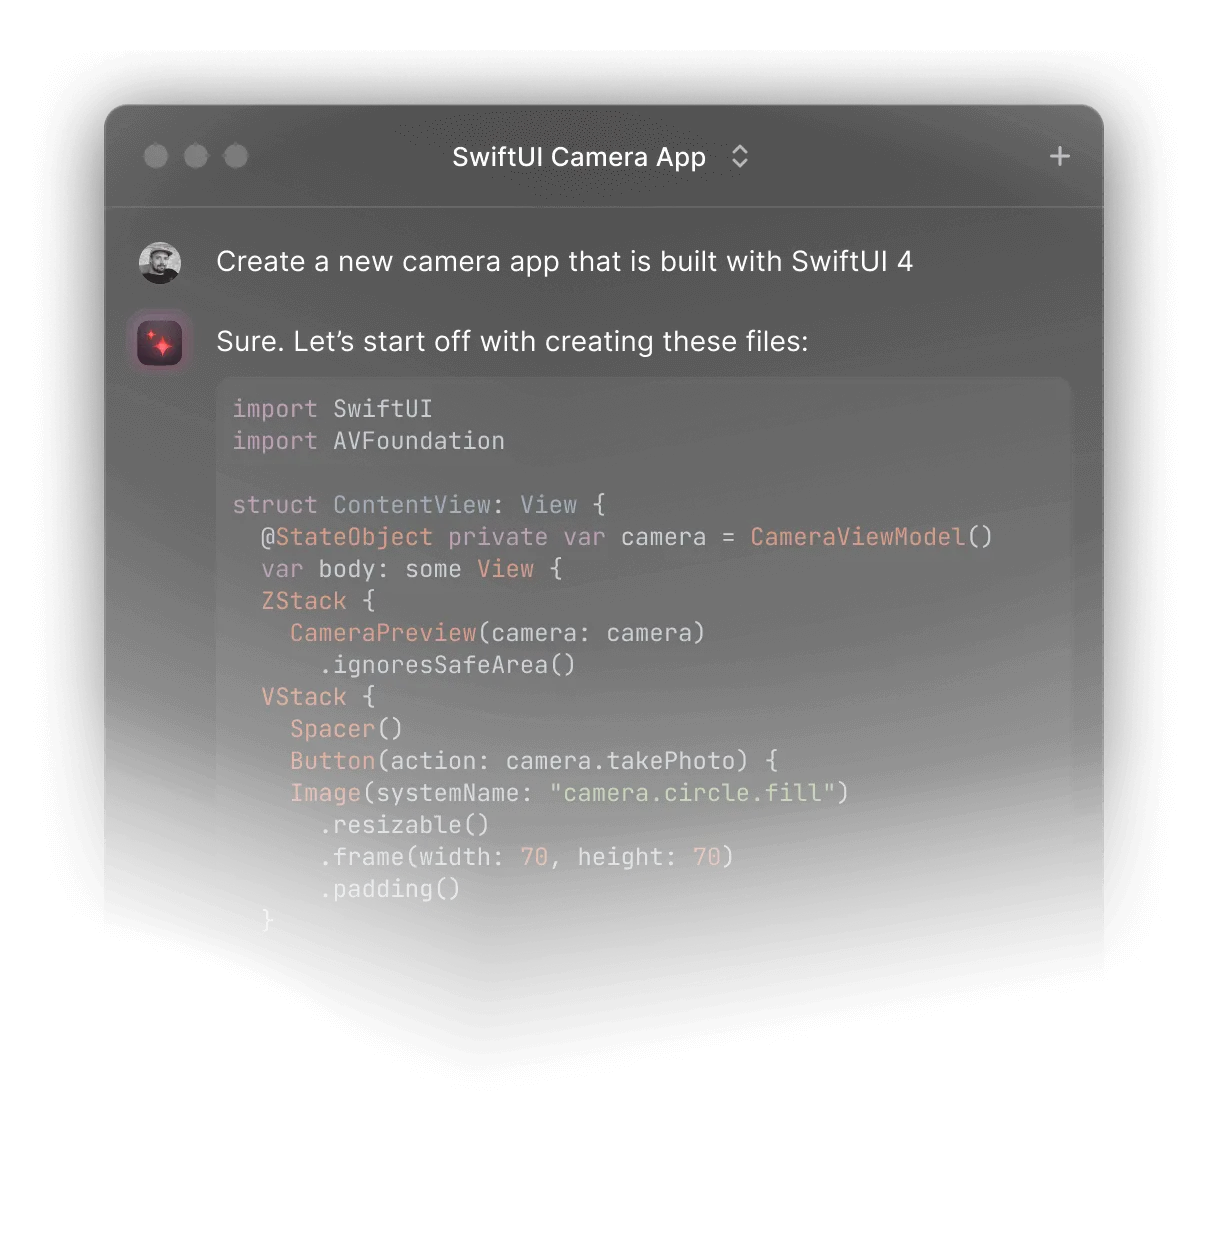 SwiftUI Camera App
Create a new camera app that is built with SwiftUI 4
Sure. Let’s start off with creating these files:
import SwiftUI
import AVFoundation
struct ContentView: View {
@StateObject private var camera = CameraViewModel()
var body: some View {
ZStack {
CameraPreview(camera: camera)
.ignoresSafeArea()
VStack {
Spacer()
Button(action: camera.takePhoto) {
Image(systemName: "camera.circle.fill")
.resizable()
.frame(width: 70, height: 70)
.padding()
}